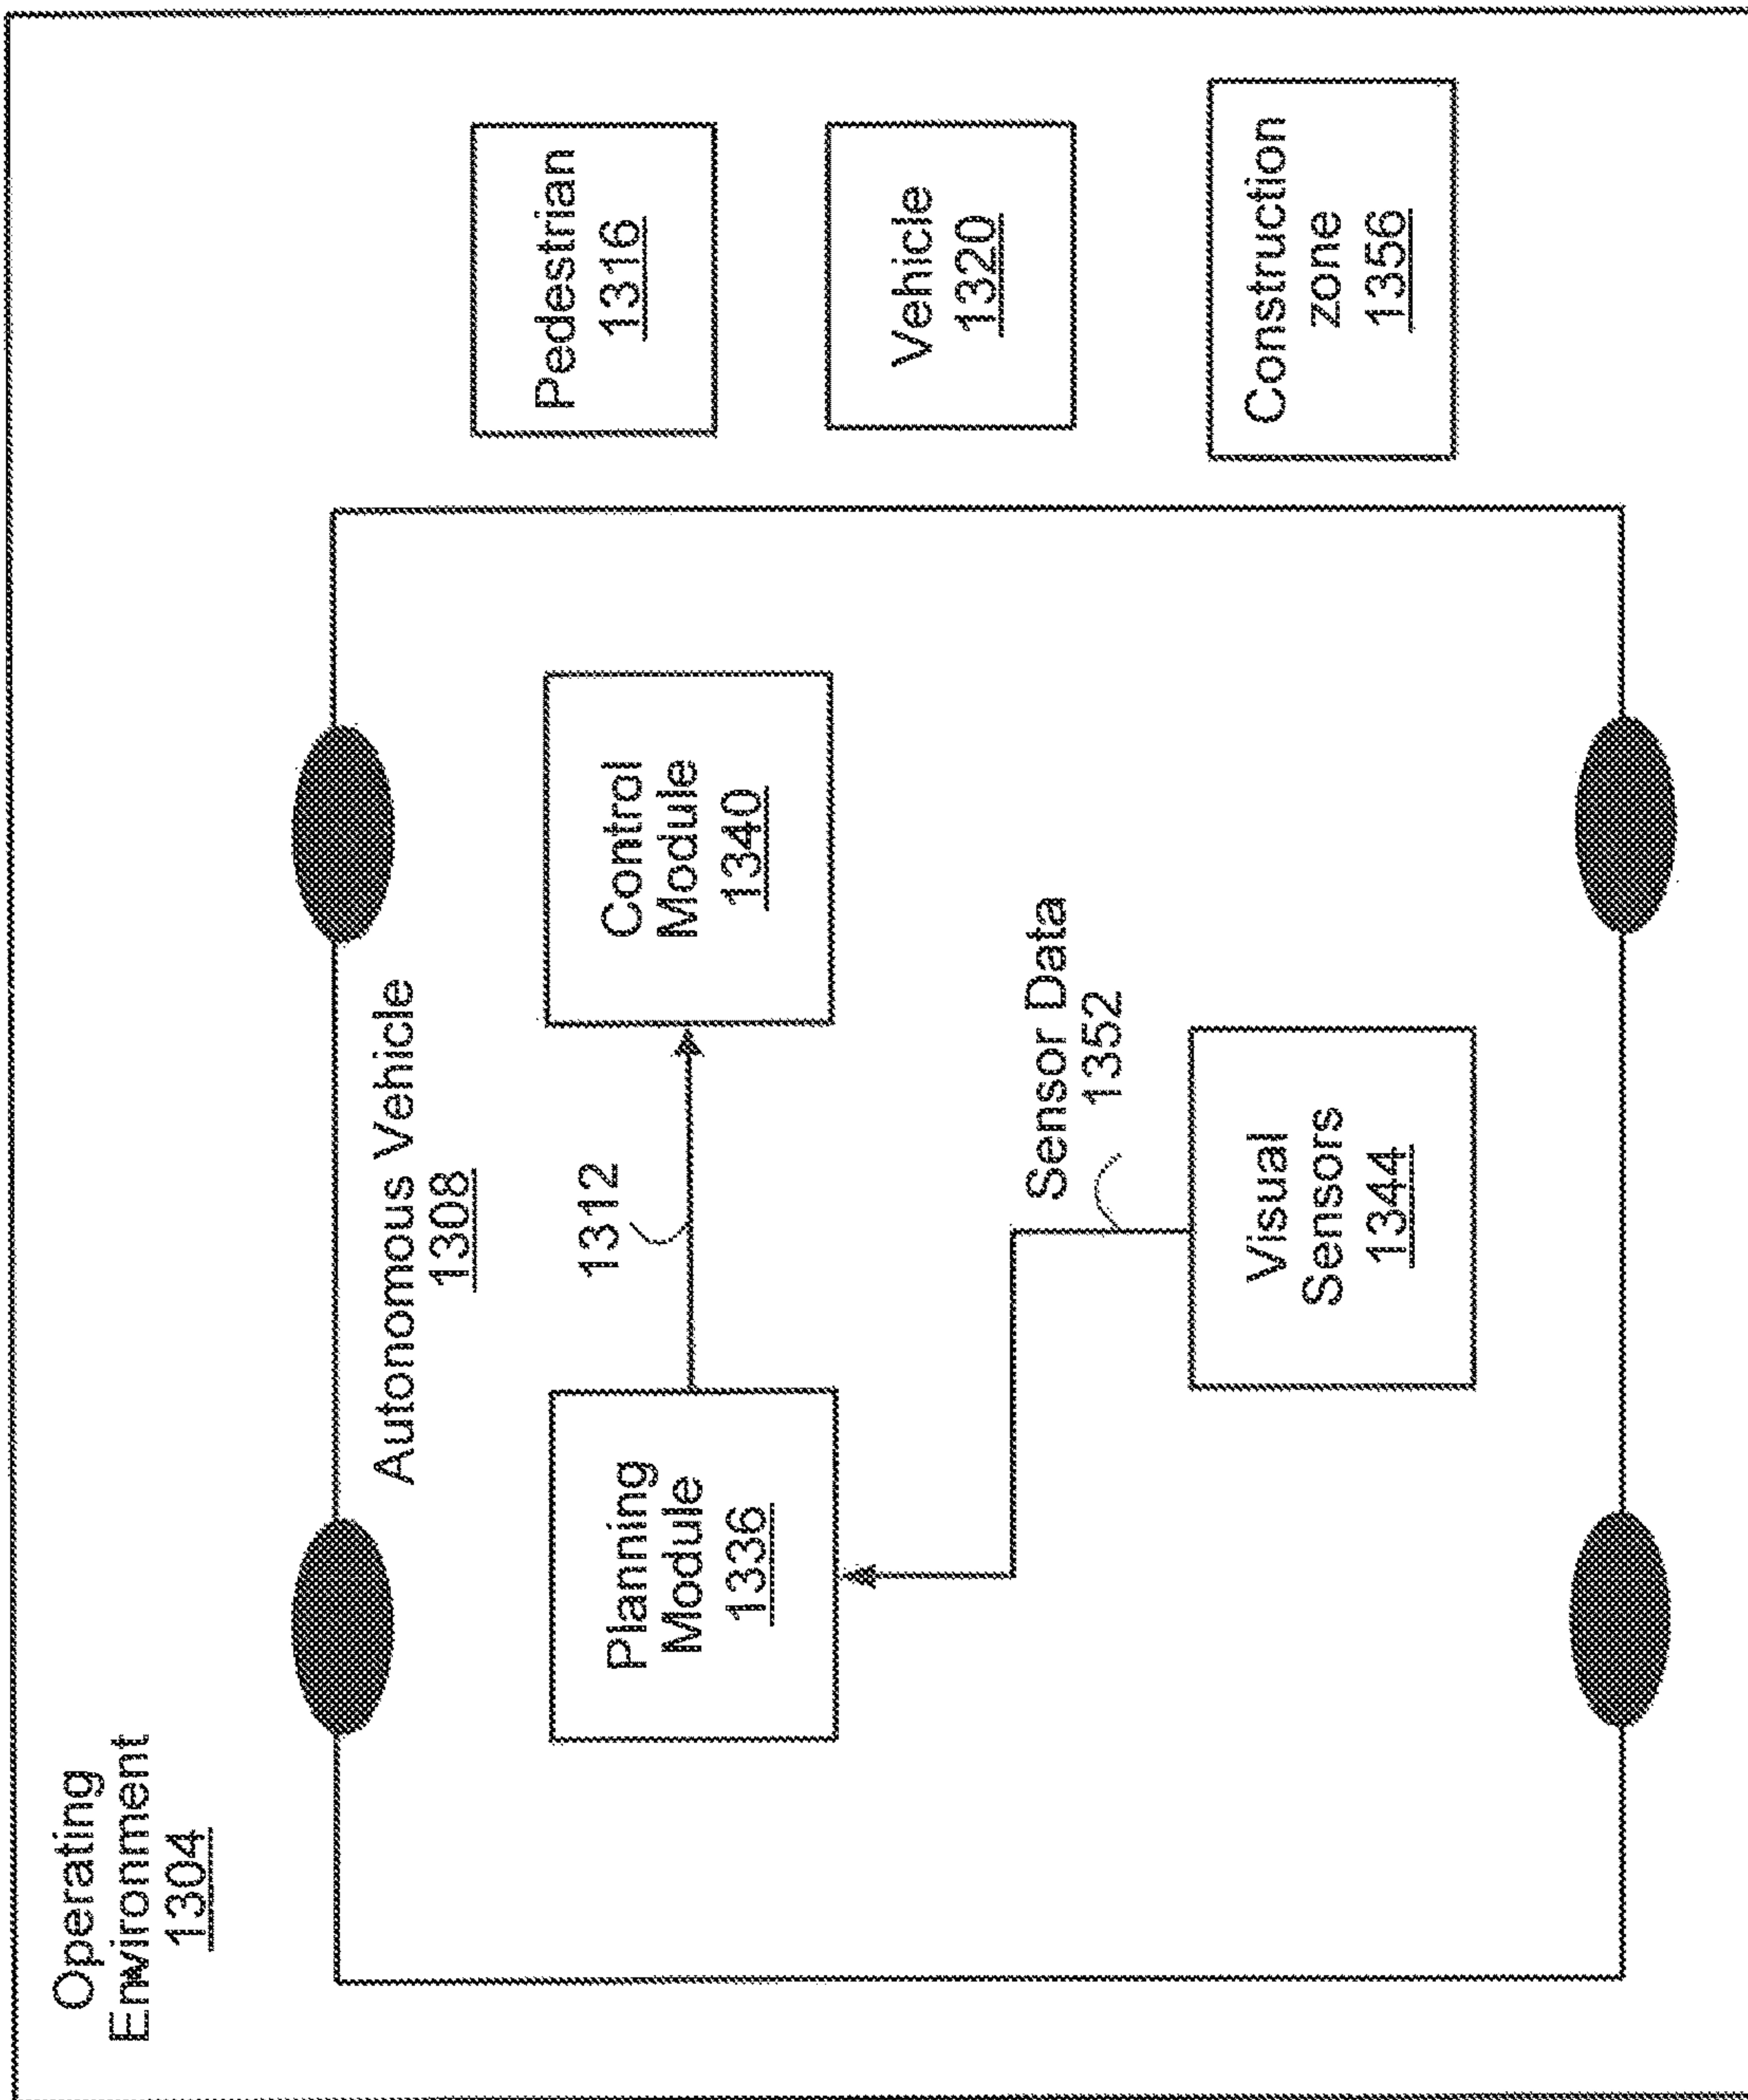 Operating
Environment
1304
Autonomous Vehicle
1308
Planning
Module
1336
1312
Control
Module
1340
Sensor Data
1352
Visual
Sensors
1344
Pedestrian
1316
Vehicle
1320
Construction
zone
1356